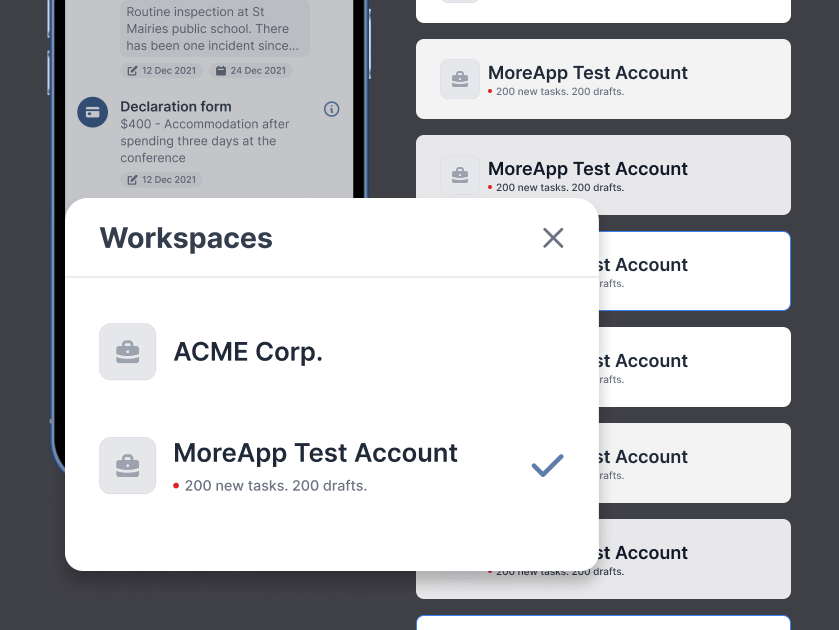 Routine inspection at St
Mairies public school. There
has been one incident since...
12 Dec 2021
24 Dec 2021
Declaration form
$400 - Accommodation after
spending three days at the
conference
12 Dec 2021
Workspaces
ACME Corp.
MoreApp Test Account
200 new tasks. 200 drafts.
MoreApp Test Account
200 new tasks. 200 drafts.
MoreApp Test Account
200 new tasks. 200 drafts.
st Account
rafts.
st Account
rafts.
st Account
rafts.
st Account
200 new tasks. 200 drafts.